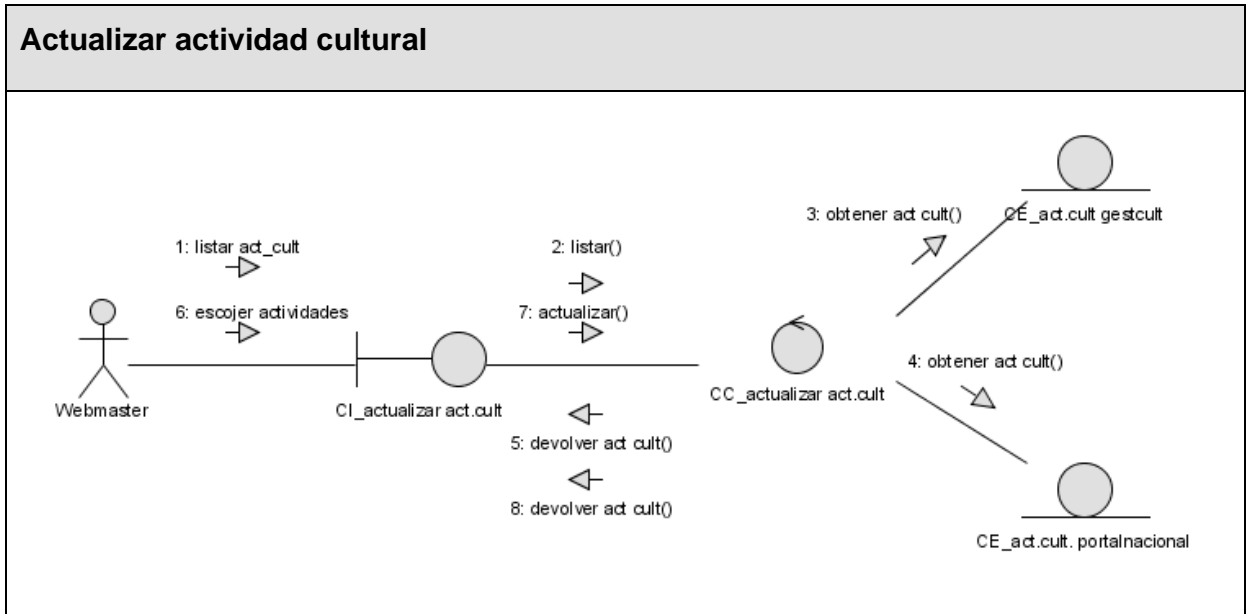 Actualizar actividad cultural
3: obtener act cult()
CE_act.cult gestcult
1: listar act_cult
2: listar()
6: escojer actividades
7: actualizar()
4: obtener act cult()
Webmaster
CI_actualizar act.cult
CC_actualizar act.cult
5: devolver act cult()
8: devolver act cult()
CE_act.cult. portalnacional